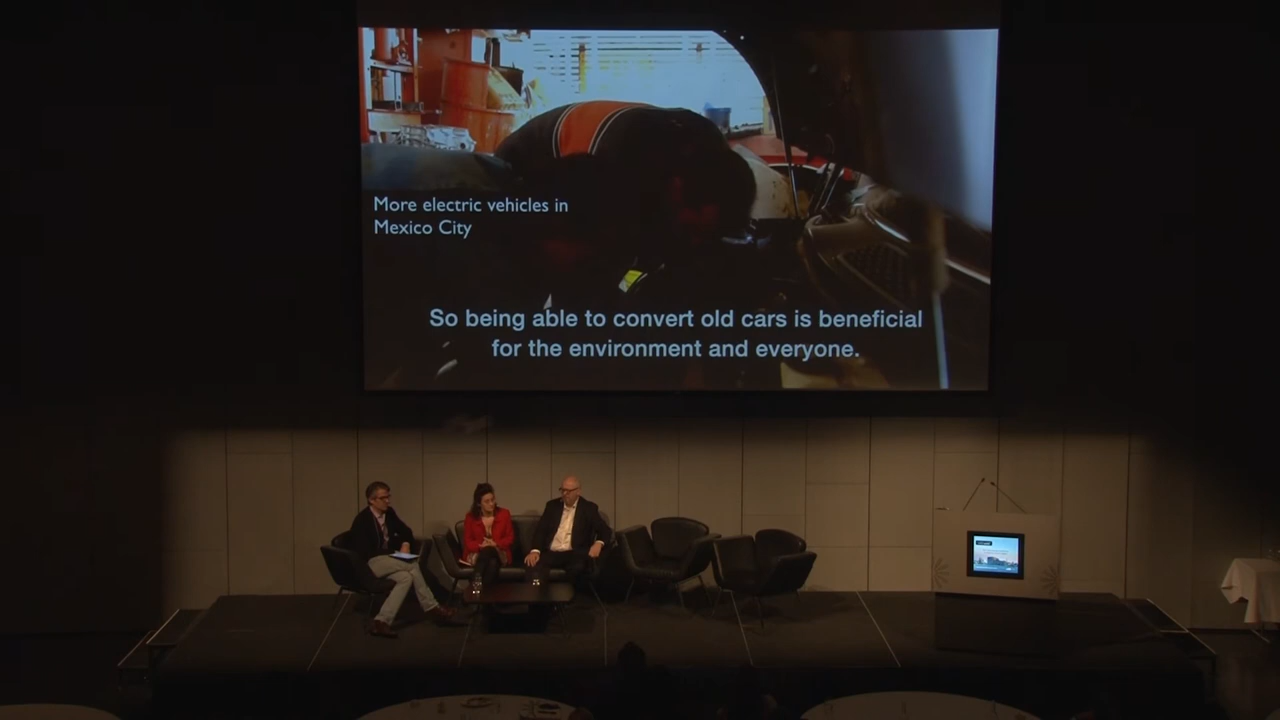 More electric vehicles in
Mexico City
So being able to convert old cars is beneficial
for the environment and everyone.